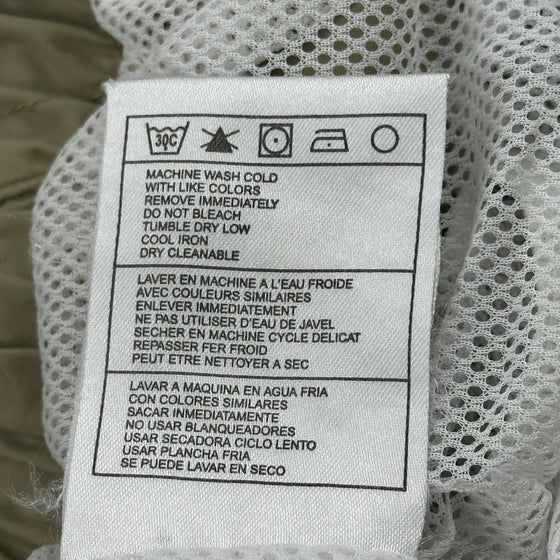 30C
MACHINE WASH COLD
WITH LIKE COLORS
REMOVE IMMEDIATELY
DO NOT BLEACH
TUMBLE DRY LOW
COOL IRON
DRY CLEANABLE
LAVER EN MACHINE A L'EAU FROIDE
AVEC COULEURS SIMILAIRES
ENLEVER IMMEDIATEMENT
NE PAS UTILISER D'EAU DE JAVEL
SECHER EN MACHINE CYCLE DELICAT
REPASSER FER FROID
PEUT ETRE NETTOYER A SEC
LAVAR A MAQUINA EN AGUA FRIA
CON COLORES SIMILARES
SACAR INMEDIATAMENTE
NO USAR BLANQUEADORES
USAR SECADORA CICLO LENTO
USAR PLANCHA FRIA
SE PUEDE LAVAR EN SECO